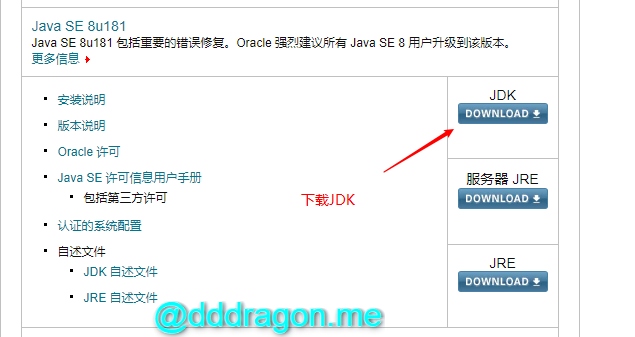 Java SE 8u181
Java SE 8u181 包括重要的错误修复。Oracle 强烈建议所有 Java SE 8 用户升级到该版本。
更多信息
安装说明
版本说明
Oracle 许可
Java SE 许可信息用户手册
包括第三方许可
认证的系统配置
自述文件
JDK 自述文件
JRE 自述文件
下载JDK
JDK
DOWNLOAD
服务器 JRE
DOWNLOAD
JRE
DOWNLOAD
@dddragon.me